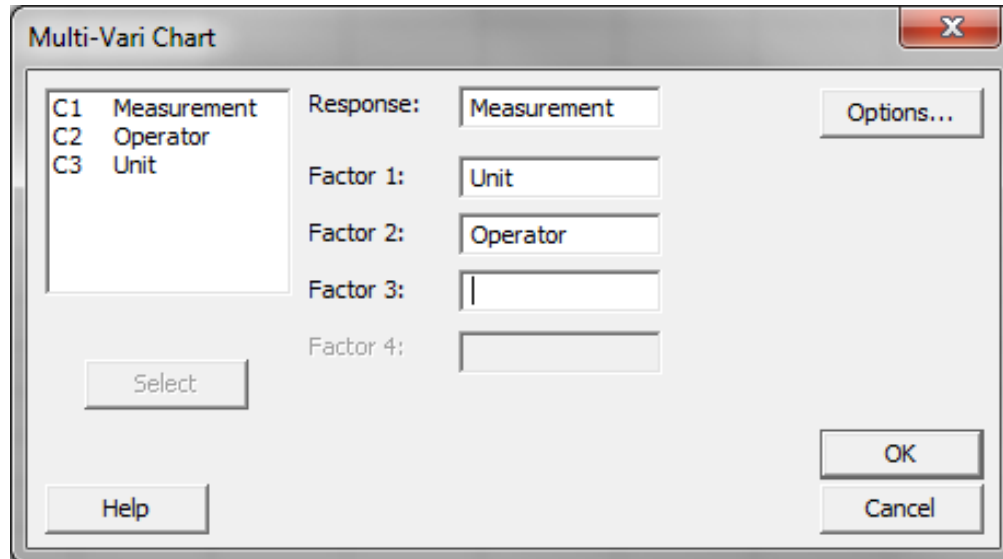 Multi-Vari Chart
C1 Measurement
C2 Operator
C3 Unit
Response: Measurement
Factor 1: Unit
Factor 2: Operator
Factor 3:
Factor 4:
Options...
Select
OK
Help
Cancel